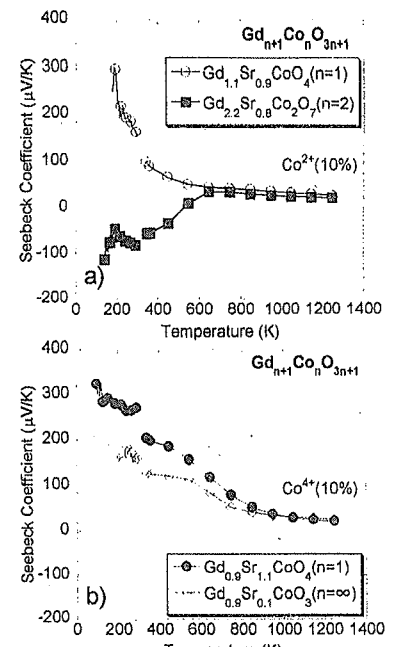 Gdn+1ConO3n+1
a)
400
300
200
100
0
-100
-200
Seebeck Coefficient (μV/K)
Gd1.1Sr0.9CoO4(n=1)
Gd2.2Sr0.8Co2O7(n=2)
Co2+(10%)
0 200 400 600 800 1000 1200 1400
Temperature (K)
Gdn+1ConO3n+1
400
300
200
100
0
-100
-200
Seebeck Coefficient (μV/K)
Co4+(10%)
b)
Gd0.9Sr1.1CoO4(n=1)
Gd0.9Sr0.1CoO3(n=∞)
0 200 400 600 800 1000 1200 1400